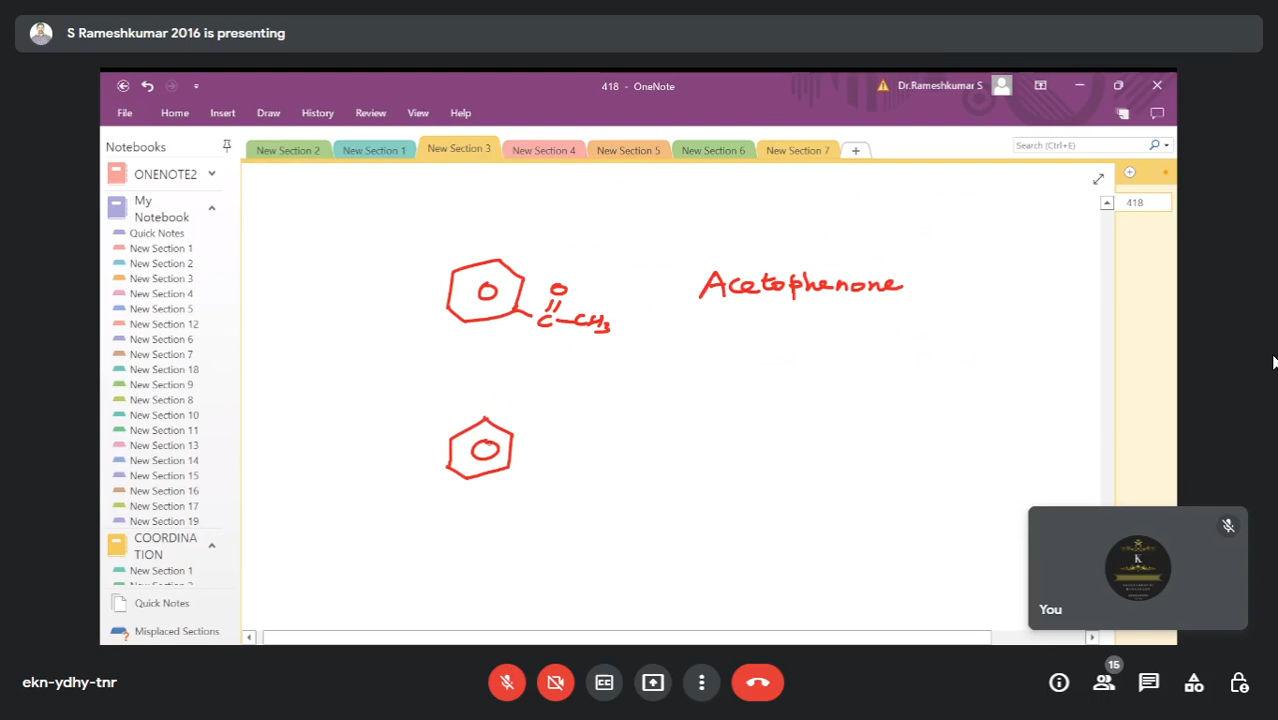 S Rameshkumar 2016 is presenting
418 - OneNote
Dr.Rameshkumar S
File Home Insert Draw History Review View Help
Notebooks
New Section 2 New Section 1 New Section 3 New Section 4 New Section 5 New Section 6 New Section 7 +
Search (Ctrl+E)
ONENOTE2
My
Notebook
Quick Notes
New Section 1
New Section 2
New Section 3
New Section 4
New Section 5
New Section 12
New Section 6
New Section 7
New Section 18
New Section 9
New Section 8
New Section 10
New Section 11
New Section 13
New Section 14
New Section 15
New Section 16
New Section 17
New Section 19
COORDINA
TION
New Section 1
Quick Notes
Misplaced Sections
418
O
C-CH3
Acetophenone
K
You
ekn-ydhy-tnr
CC
15